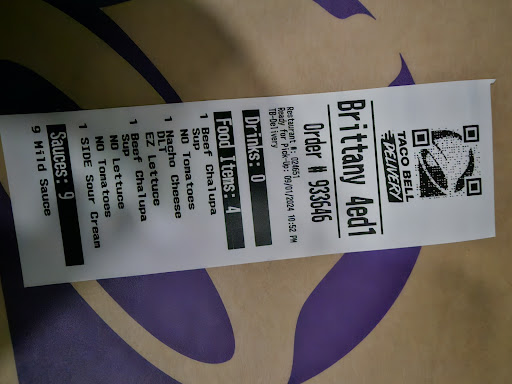 TACO BELL
DELIVERY
Brittany 4ed1
Order # 933646
Restaurant #: 024651
Ready for Pick-Up: 09/01/2024 10:52 PM
TB-Delivery
Drinks: 0
Food Items: 4
1 Beef Chalupa
Sup
NO Tomatoes
1 Nacho Cheese
DLT
EZ Lettuce
1 Beef Chalupa
Sup
NO Lettuce
NO Tomatoes
1 SIDE Sour Cream
Sauces: 9
9 Mild Sauce